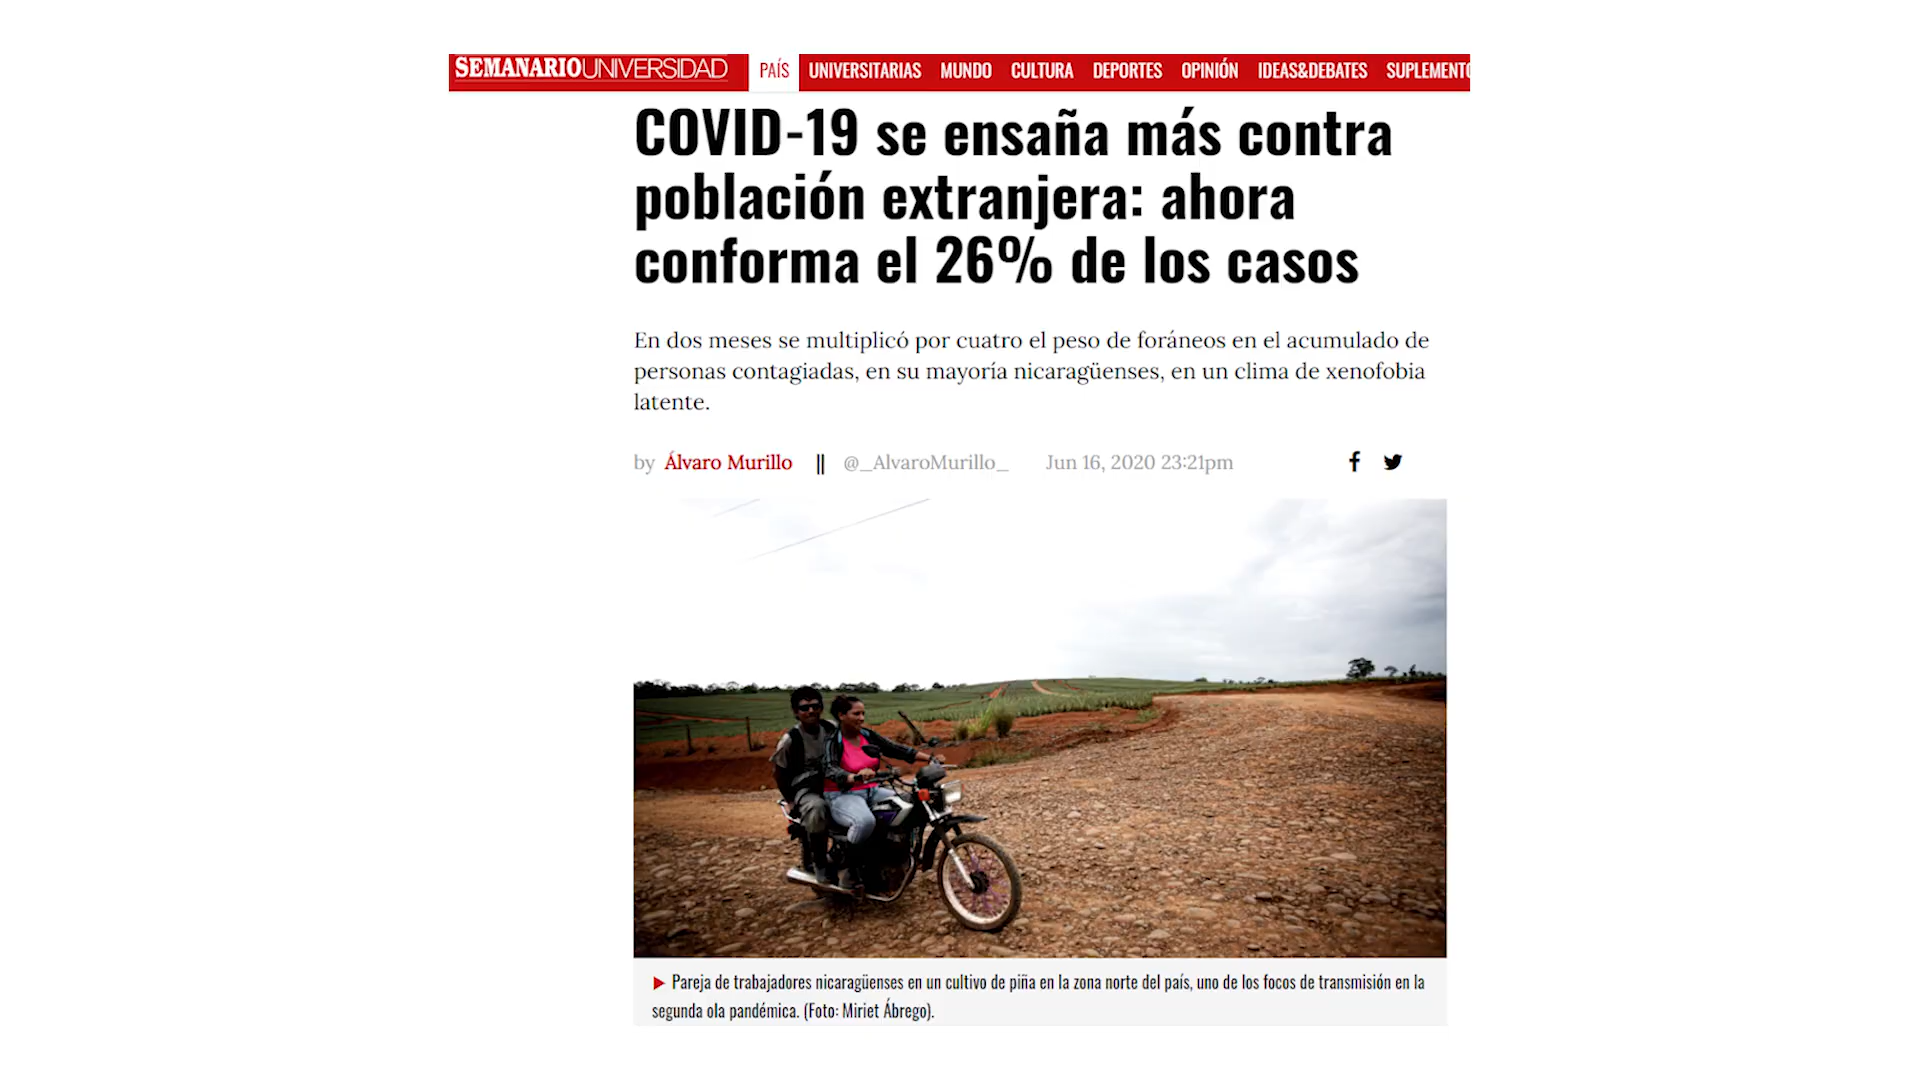 SEMANARIOUNIVERSIDAD PAÍS UNIVERSITARIAS MUNDO CULTURA DEPORTES OPINIÓN IDEAS&DEBATES SUPLEMENTO
COVID-19 se ensaña más contra
población extranjera: ahora
conforma el 26% de los casos
En dos meses se multiplicó por cuatro el peso de foráneos en el acumulado de
personas contagiadas, en su mayoría nicaragüenses, en un clima de xenofobia
latente.
by Álvaro Murillo || @_AlvaroMurillo_ Jun 16, 2020 23:21pm
Pareja de trabajadores nicaragüenses en un cultivo de piña en la zona norte del país, uno de los focos de transmisión en la
segunda ola pandémica. (Foto: Miriet Ábrego).